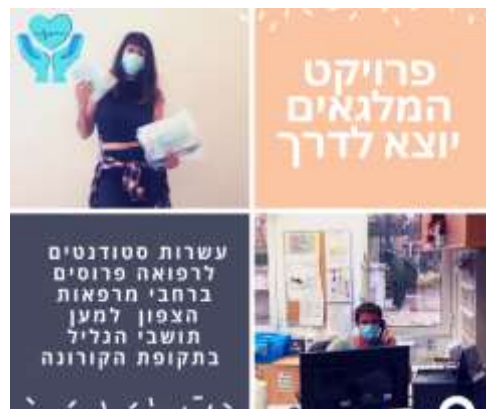 פרויקט
המלגאים
יוצא לדרך
עשרות סטודנטים
לרפואה פרוסים
ברחבי מרפאות
הצפון למען
תושבי הגליל
בתקופת הקורונה